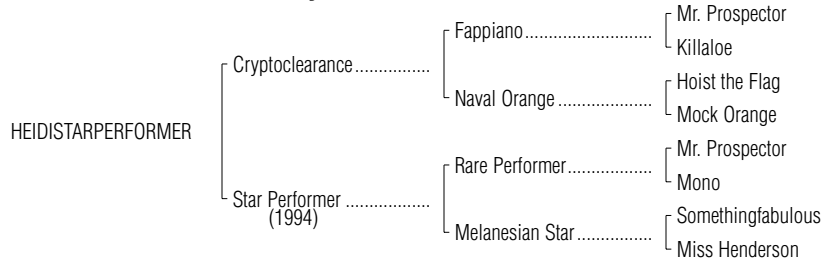 Mr. Prospector
Fappiano............................
Killaloe
Cryptoclearance ................
Hoist the Flag
Naval Orange .....................
Mock Orange
HEIDISTARPERFORMER
Mr. Prospector
Rare Performer..................
Mono
Star Performer ..................
(1994)
Somethingfabulous
Melanesian Star................
Miss Henderson